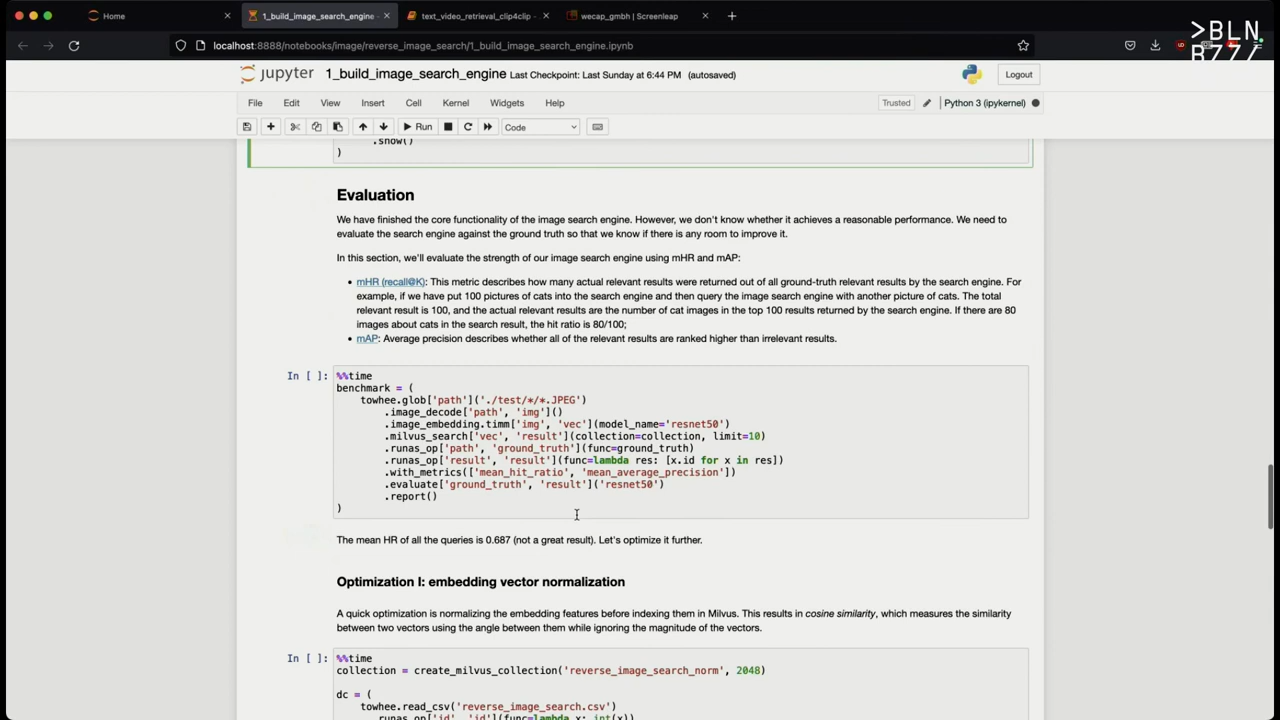 Home
1_build_image_search_engine -
text_video_retrieval_clip4clip -
wecap_gmbh | Screenleap
>BLN
BZZZ/
localhost:8888/notebooks/image/reverse_image_search/1_build_image_search_engine.ipynb
jupyter 1_build_image_search_engine Last Checkpoint: Last Sunday at 6:44 PM (autosaved)
Logout
File Edit View Insert Cell Kernel Widgets Help
Trusted
Python 3 (ipykernel)
Run
Code
.show()
)
Evaluation
We have finished the core functionality of the image search engine. However, we don't know whether it achieves a reasonable performance. We need to
evaluate the search engine against the ground truth so that we know if there is any room to improve it.
In this section, we'll evaluate the strength of our image search engine using mHR and mAP:
• mHR (recall@K): This metric describes how many actual relevant results were returned out of all ground-truth relevant results by the search engine. For
example, if we have put 100 pictures of cats into the search engine and then query the image search engine with another picture of cats. The total
relevant result is 100, and the actual relevant results are the number of cat images in the top 100 results returned by the search engine. If there are 80
images about cats in the search result, the hit ratio is 80/100;
• mAP: Average precision describes whether all of the relevant results are ranked higher than irrelevant results.
In [ ]:
%%time
benchmark = (
towhee.glob['path']('./test/*/*.JPEG')
.image_decode['path', 'img']()
.image_embedding.timm['img', 'vec'](model_name='resnet50')
.milvus_search['vec', 'result'](collection=collection, limit=10)
.runas_op['path', 'ground_truth'](func=ground_truth)
.runas_op['result', 'result'](func=lambda res: [x.id for x in res])
.with_metrics(['mean_hit_ratio', 'mean_average_precision'])
.evaluate['ground_truth', 'result']('resnet50')
.report()
)
The mean HR of all the queries is 0.687 (not a great result). Let's optimize it further.
Optimization I: embedding vector normalization
A quick optimization is normalizing the embedding features before indexing them in Milvus. This results in cosine similarity, which measures the similarity
between two vectors using the angle between them while ignoring the magnitude of the vectors.
In [ ]:
%%time
collection = create_milvus_collection('reverse_image_search_norm', 2048)
dc = (
towhee.read_csv('reverse_image_search.csv')
.runas_op['id', 'id'](func=lambda x: int(x))